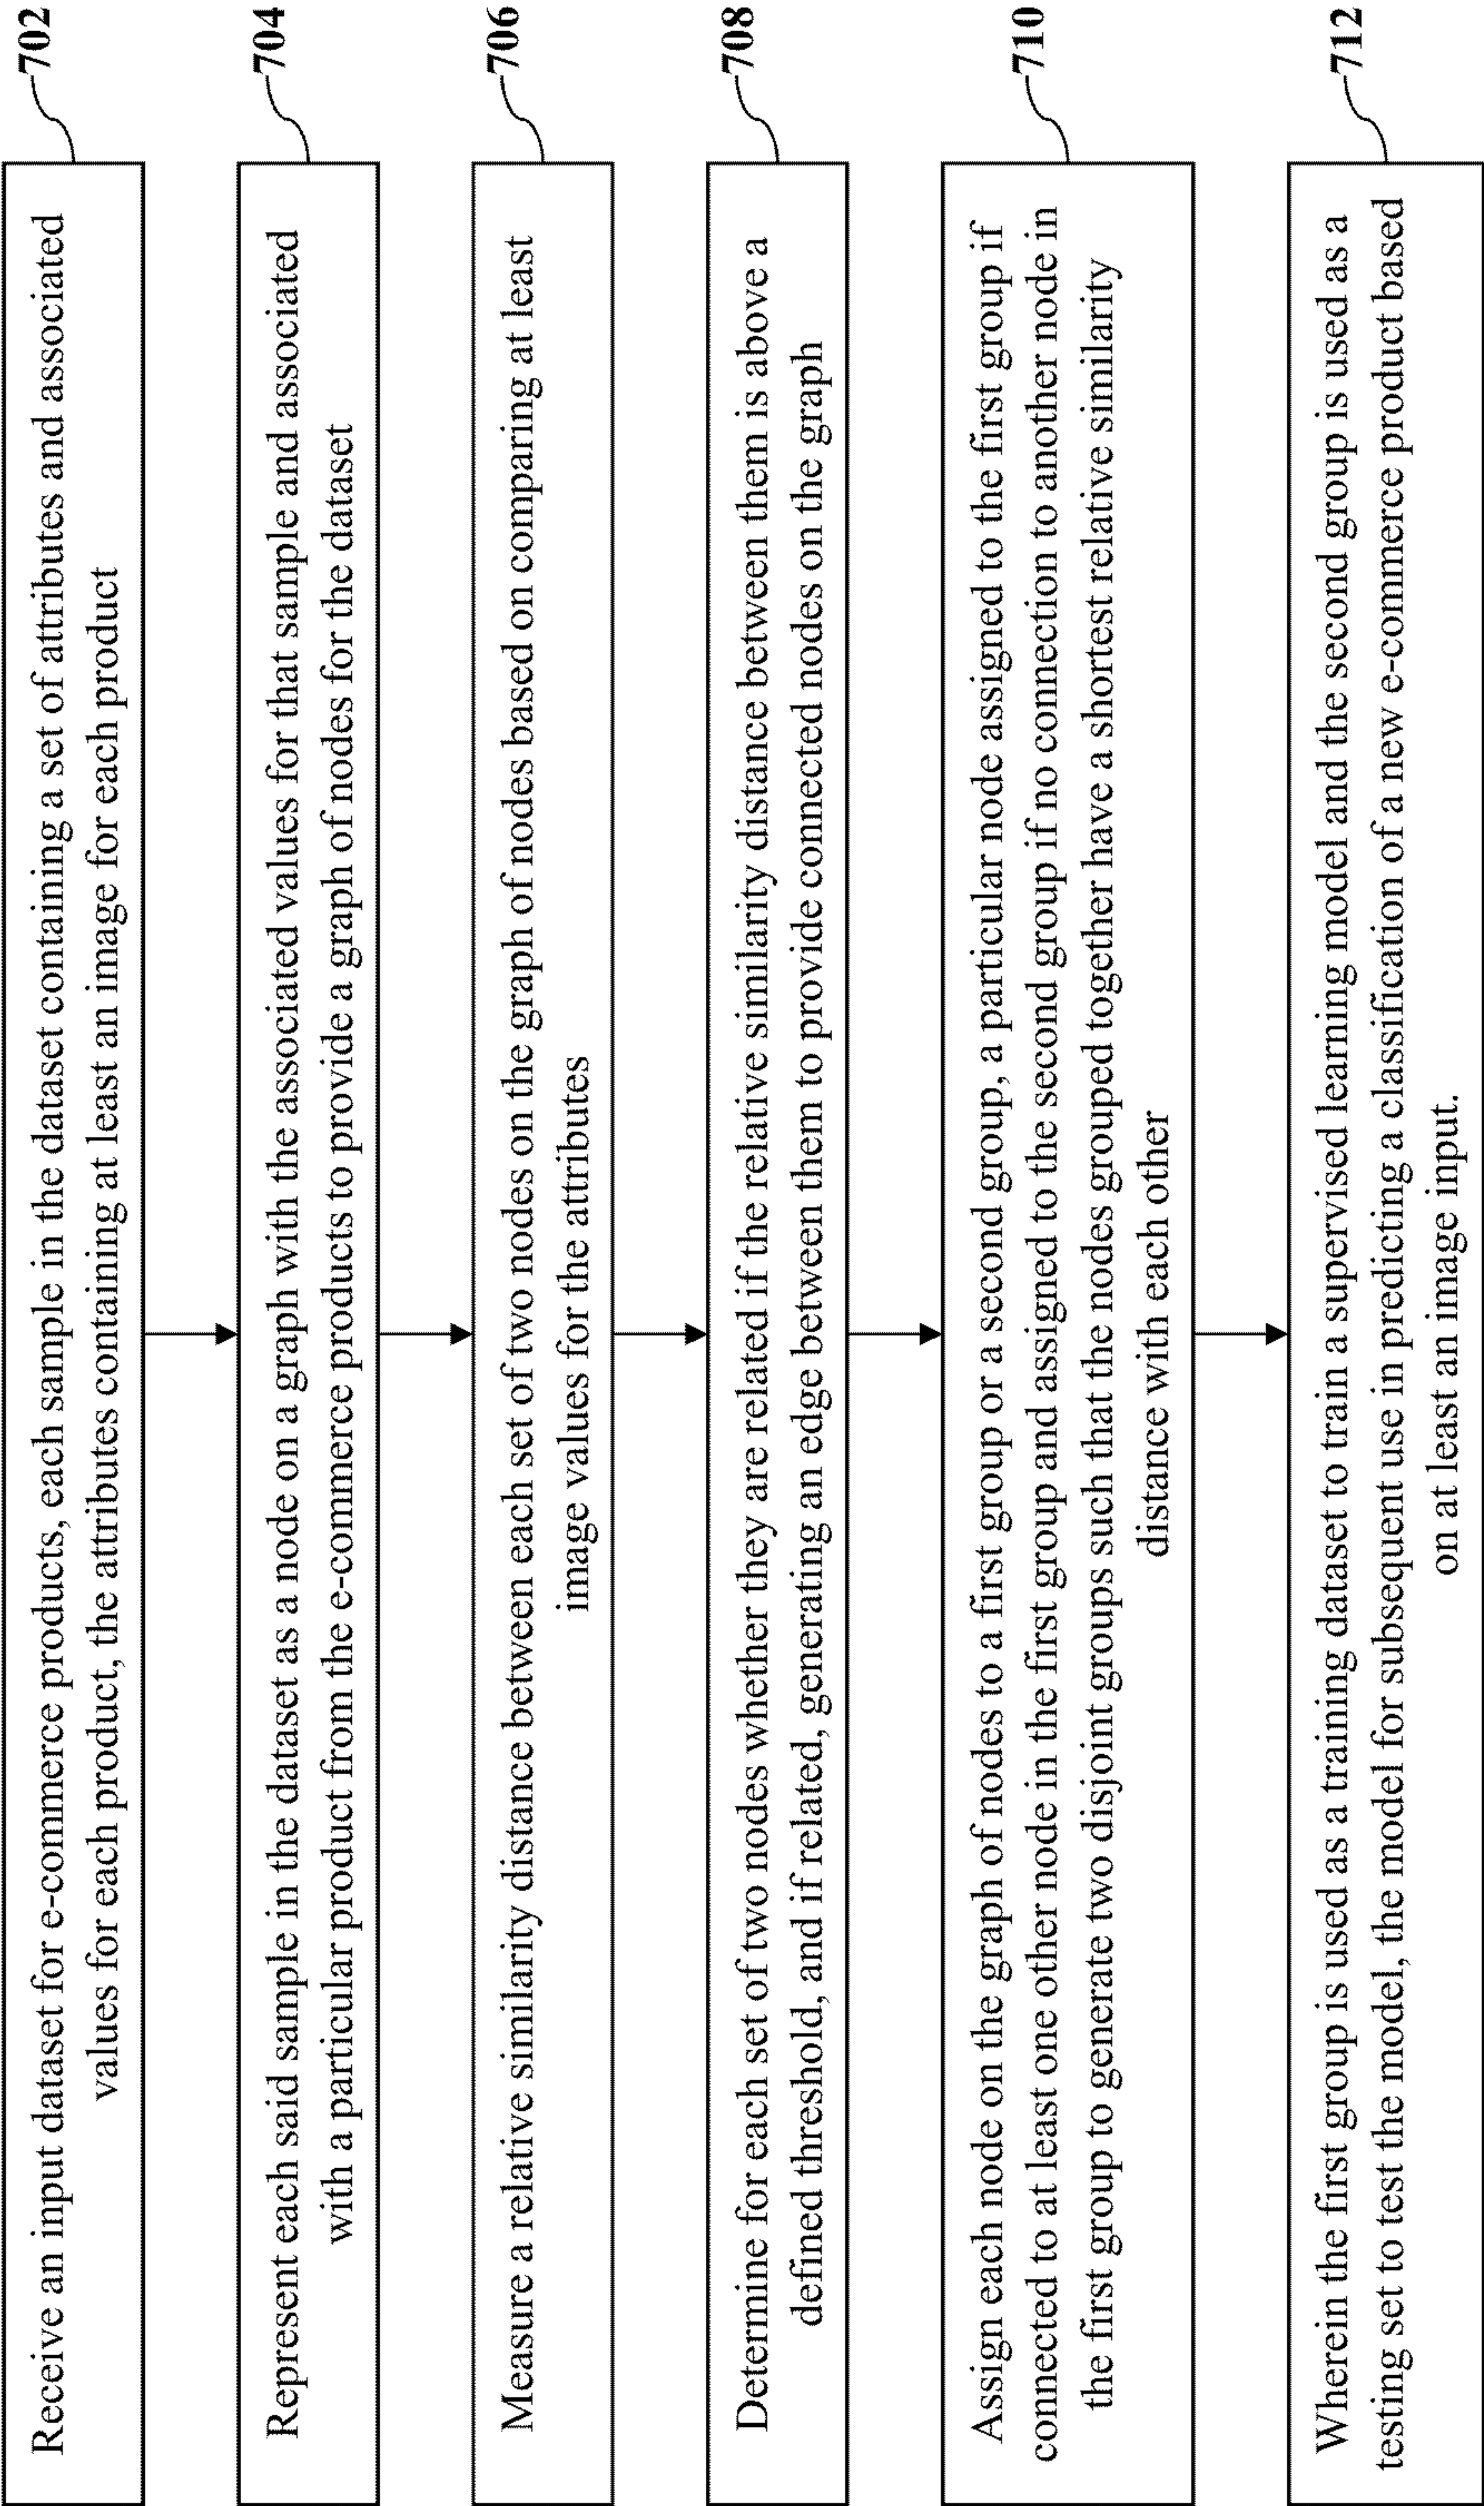 Receive an input dataset for e-commerce products, each sample in the dataset containing a set of attributes and associated
values for each product, the attributes containing at least an image for each product
702
Represent each said sample in the dataset as a node on a graph with the associated values for that sample and associated
with a particular product from the e-commerce products to provide a graph of nodes for the dataset
704
Measure a relative similarity distance between each set of two nodes on the graph of nodes based on comparing at least
image values for the attributes
706
Determine for each set of two nodes whether they are related if the relative similarity distance between them is above a
defined threshold, and if related, generating an edge between them to provide connected nodes on the graph
708
Assign each node on the graph of nodes to a first group or a second group, a particular node assigned to the first group if
connected to at least one other node in the first group and assigned to the second group if no connection to another node in
the first group to generate two disjoint groups such that the nodes grouped together have a shortest relative similarity
distance with each other
710
Wherein the first group is used as a training dataset to train a supervised learning model and the second group is used as a
testing set to test the model, the model for subsequent use in predicting a classification of a new e-commerce product based
on at least an image input.
712